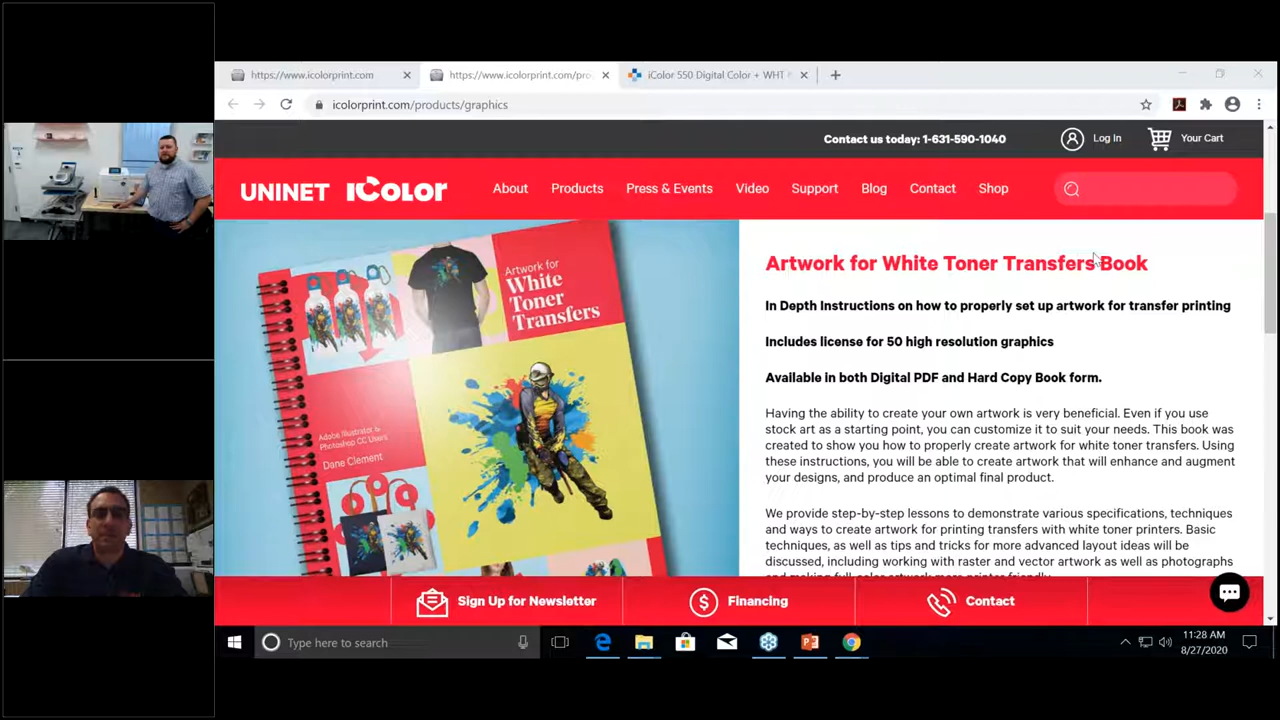 https://www.icolorprint.com
https://www.icolorprint.com/pro
iColor 550 Digital Color + WHT
icolorprint.com/products/graphics
Contact us today: 1-631-590-1040
Log In
Your Cart
UNINET iColor
About
Products
Press & Events
Video
Support
Blog
Contact
Shop
Artwork for
White
Toner
Transfers
Adobe Illustrator &
Photoshop CC Users
Dane Clement
Artwork for White Toner Transfers Book
In Depth Instructions on how to properly set up artwork for transfer printing
Includes license for 50 high resolution graphics
Available in both Digital PDF and Hard Copy Book form.
Having the ability to create your own artwork is very beneficial. Even if you use
stock art as a starting point, you can customize it to suit your needs. This book was
created to show you how to properly create artwork for white toner transfers. Using
these instructions, you will be able to create artwork that will enhance and augment
your designs, and produce an optimal final product.
We provide step-by-step lessons to demonstrate various specifications, techniques
and ways to create artwork for printing transfers with white toner printers. Basic
techniques, as well as tips and tricks for more advanced layout ideas will be
discussed, including working with raster and vector artwork as well as photographs
and making full-color artwork more printer friendly.
Sign Up for Newsletter
Financing
Contact
Type here to search
11:28 AM
8/27/2020